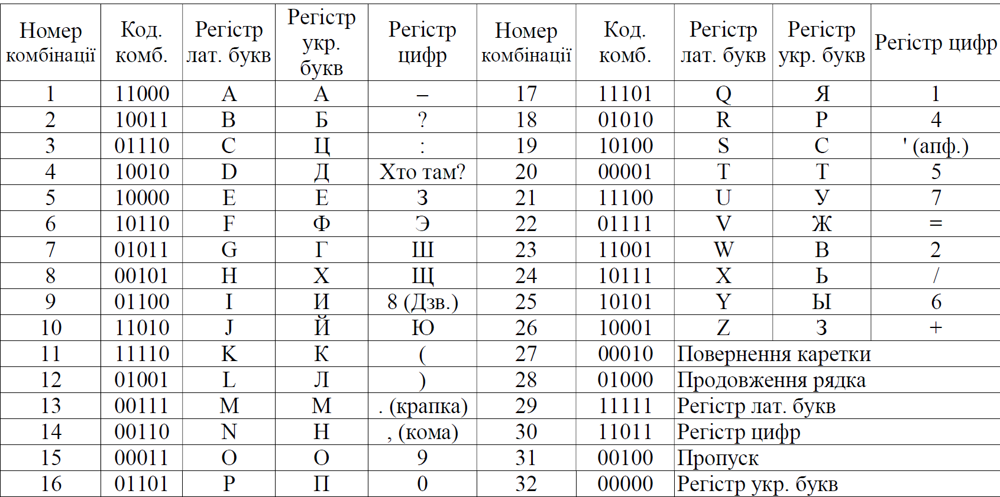 Номер комбінації Код. комб. Регістр лат. букв Регістр укр. букв Регістр цифр Номер комбінації Код. комб. Регістр лат. букв Регістр укр. букв Регістр цифр
1 11000 A А – 17 11101 Q Я 1
2 10011 B Б ? 18 01010 R Р 4
3 01110 C Ц : 19 10100 S С ' (апф.)
4 10010 D Д Хто там? 20 00001 T Т 5
5 10000 E Е З 21 11100 U У 7
6 10110 F Ф Э 22 01111 V Ж =
7 01011 G Г Ш 23 11001 W В 2
8 00101 H Х Щ 24 10111 X Ь /
9 01100 I И 8 (Дзв.) 25 10101 Y Ы 6
10 11010 J Й Ю 26 10001 Z З +
11 11110 K К ( 27 00010 Повернення каретки
12 01001 L Л ) 28 01000 Продовження рядка
13 00111 M М . (крапка) 29 11111 Регістр лат. букв
14 00110 N Н , (кома) 30 11011 Регістр цифр
15 00011 O О 9 31 00100 Пропуск
16 01101 P П 0 32 00000 Регістр укр. букв